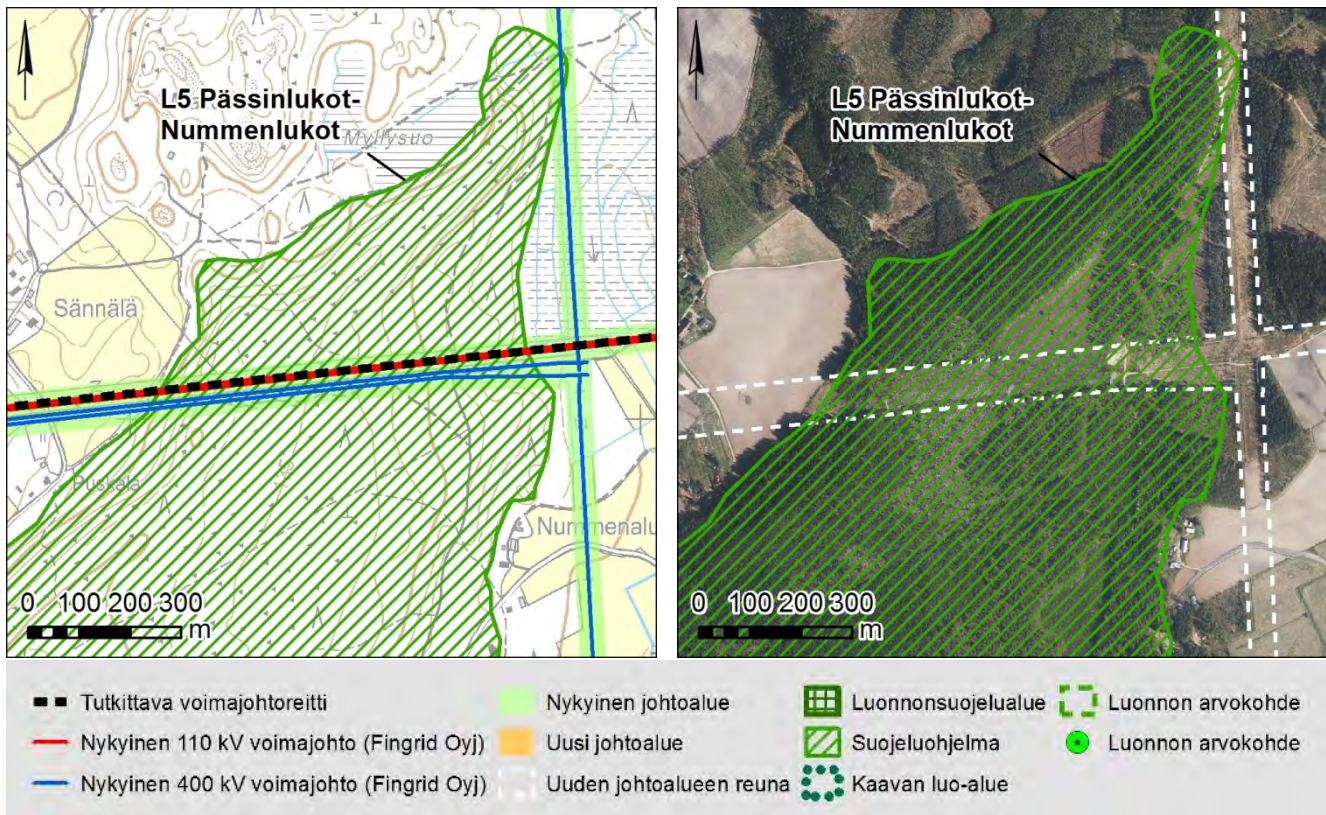 L5 Pässinlukot-
Nummenlukot
Myllysuo
Sännälä
Puskala
Nummenalu
0 100 200 300
m
L5 Pässinlukot-
Nummenlukot
0 100 200 300
m
Tutkittava voimajohtoreitti
Nykyinen 110 kV voimajohto (Fingrid Oyj)
Nykyinen 400 kV voimajohto (Fingrid Oyj)
Nykyinen johtoalue
Uusi johtoalue
Uuden johtoalueen reuna
Luonnonsuojelualue
Suojeluohjelma
Kaavan luo-alue
Luonnon arvokohde
Luonnon arvokohde